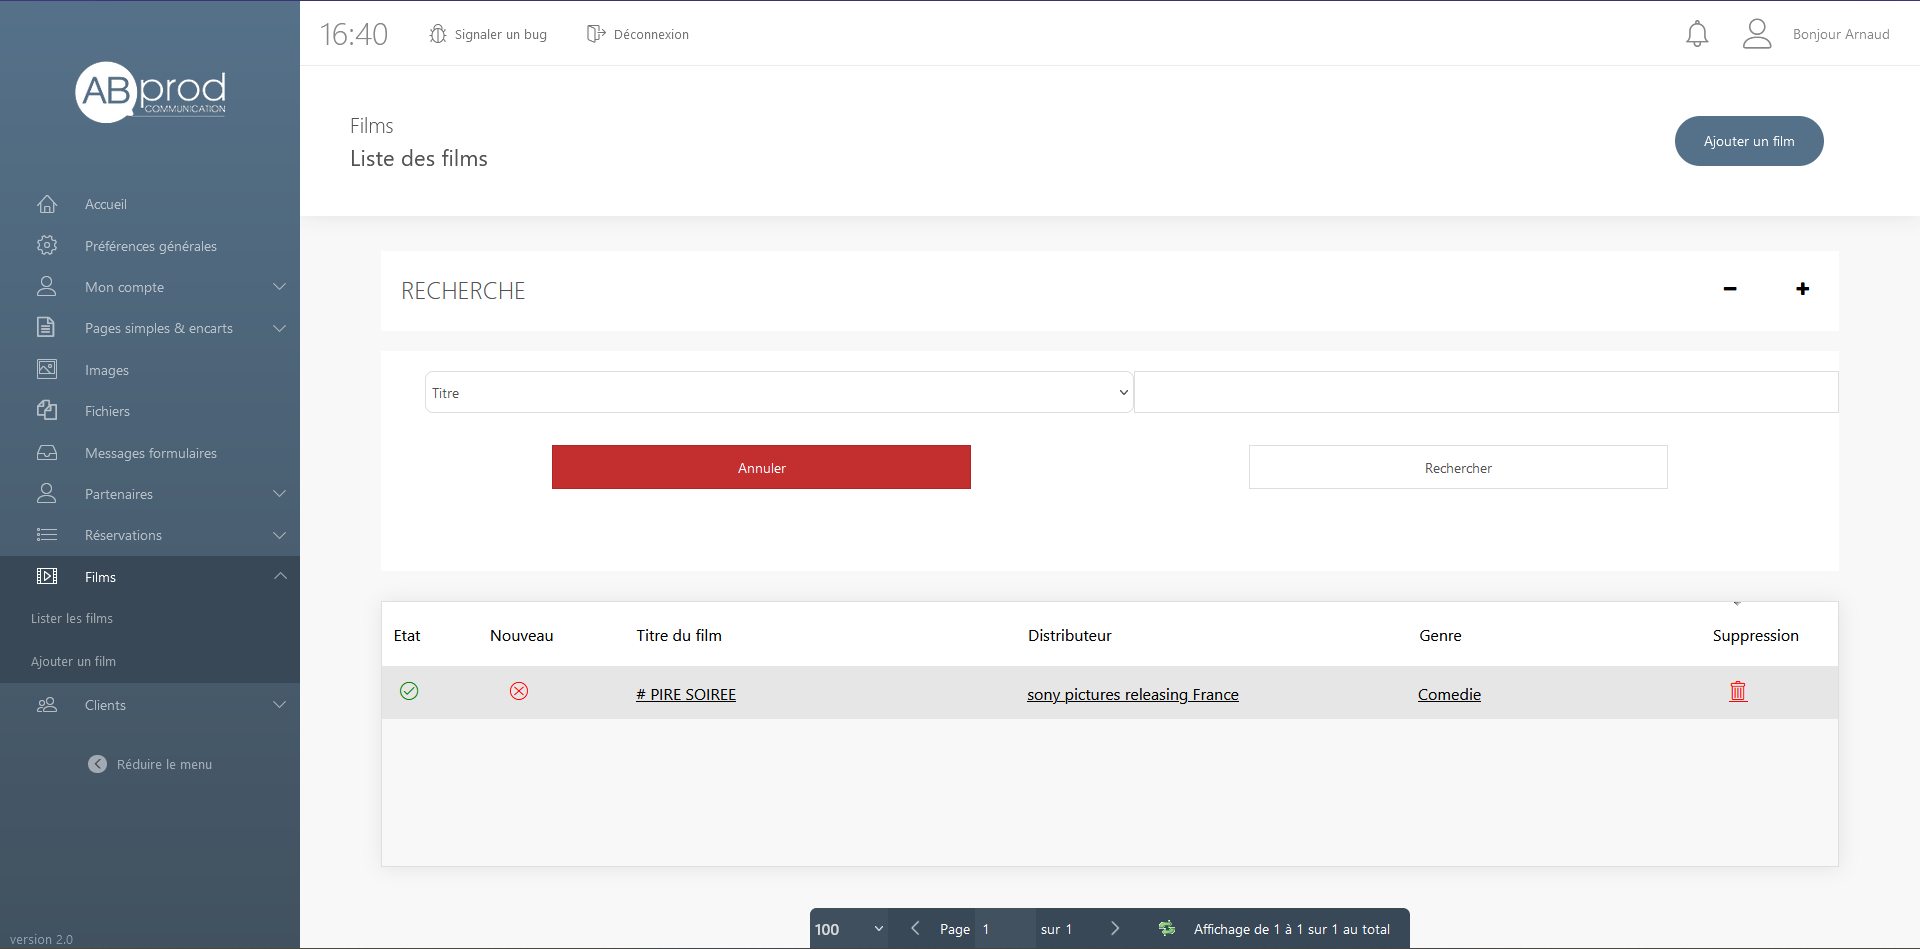 ABprod
COMMUNICATION
Accueil
Préférences générales
Mon compte
Pages simples & encarts
Images
Fichiers
Messages formulaires
Partenaires
Réservations
Films
Lister les films
Ajouter un film
Clients
Réduire le menu
version 2.0
16:40 Signaler un bug Déconnexion Bonjour Arnaud
Films
Liste des films
Ajouter un film
RECHERCHE
Titre
Annuler Rechercher
Etat Nouveau Titre du film Distributeur Genre Suppression
# PIRE SOIREE sony pictures releasing France Comedie
100 Page 1 sur 1 Affichage de 1 à 1 sur 1 au total